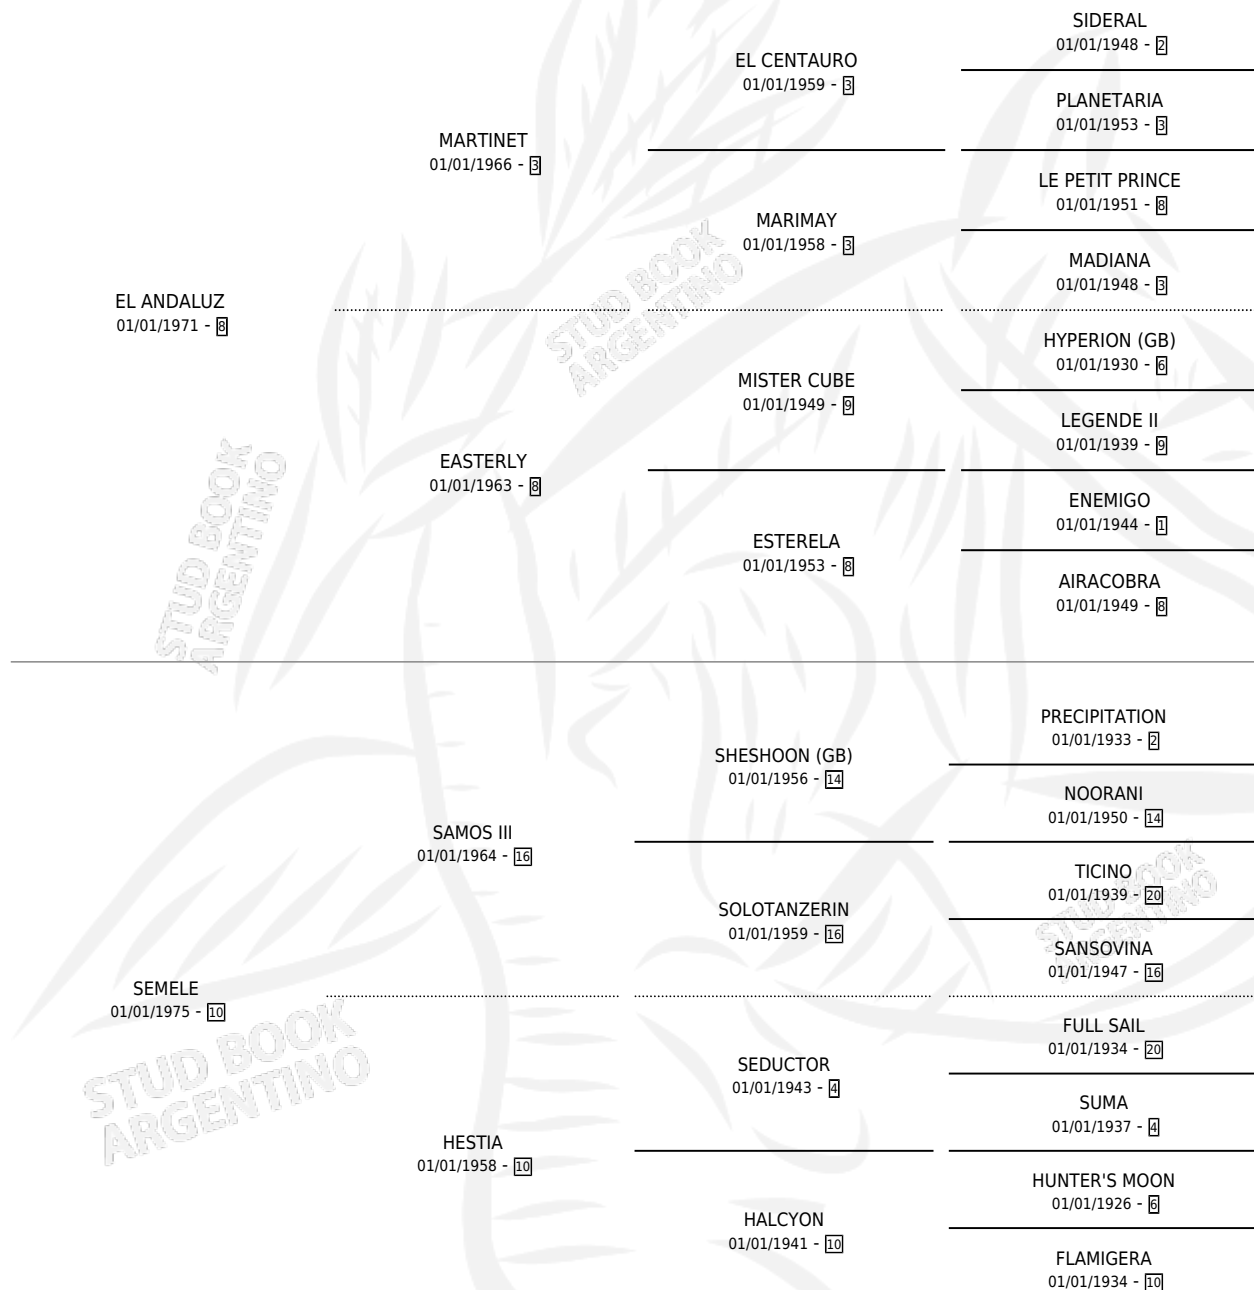 SIDERAL
01/01/1948 - 2
EL CENTAURO
01/01/1959 - 3
PLANETARIA
01/01/1953 - 3
MARTINET
01/01/1966 - 3
LE PETIT PRINCE
01/01/1951 - 8
MARIMAY
01/01/1958 - 3
MADIANA
01/01/1948 - 3
EL ANDALUZ
01/01/1971 - 8
HYPERION (GB)
01/01/1930 - 6
MISTER CUBE
01/01/1949 - 9
LEGENDE II
01/01/1939 - 9
EASTERLY
01/01/1963 - 8
ENEMIGO
01/01/1944 - 1
ESTERELA
01/01/1953 - 8
AIRACOBRA
01/01/1949 - 8
PRECIPITATION
01/01/1933 - 2
SHESHOON (GB)
01/01/1956 - 14
NOORANI
01/01/1950 - 14
SAMOS III
01/01/1964 - 16
TICINO
01/01/1939 - 20
SOLOTANZERIN
01/01/1959 - 16
SANSOVINA
01/01/1947 - 16
SEMELE
01/01/1975 - 10
FULL SAIL
01/01/1934 - 20
SEDUCTOR
01/01/1943 - 4
SUMA
01/01/1937 - 4
HESTIA
01/01/1958 - 10
HUNTER'S MOON
01/01/1926 - 6
HALCYON
01/01/1941 - 10
FLAMIGERA
01/01/1934 - 10
STUD BOOK
ARGENTINO
STUD BOOK
ARGENTINO
STUD BOOK
ARGENTINO
STUD BOOK
ARGENTINO